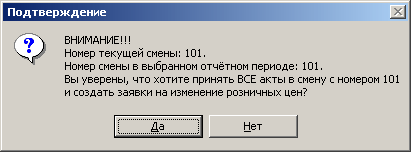 Подтверждение
ВНИМАНИЕ!!!
Номер текущей смены: 101.
Номер смены в выбранном отчётном периоде: 101.
Вы уверены, что хотите принять ВСЕ акты в смену с номером 101
и создать заявки на изменение розничных цен?
Да
Нет